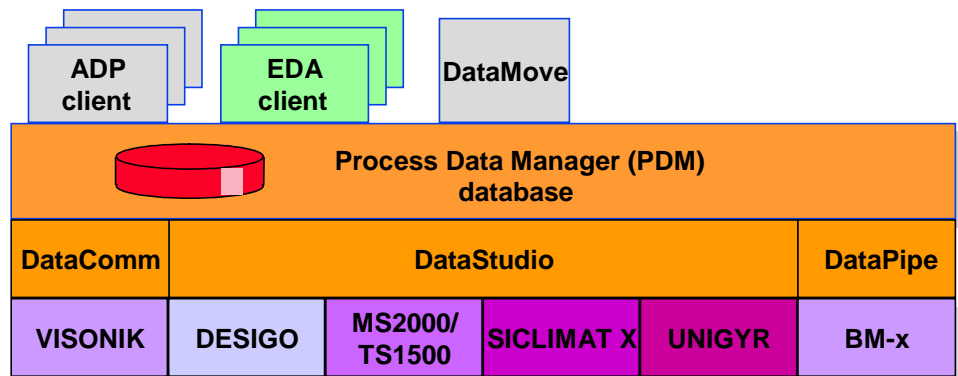 ADP
client
EDA
client
DataMove
Process Data Manager (PDM)
database
DataComm
DataStudio
DataPipe
VISONIK
DESIGO
MS2000/
TS1500
SICLIMAT X
UNIGYR
BM-x